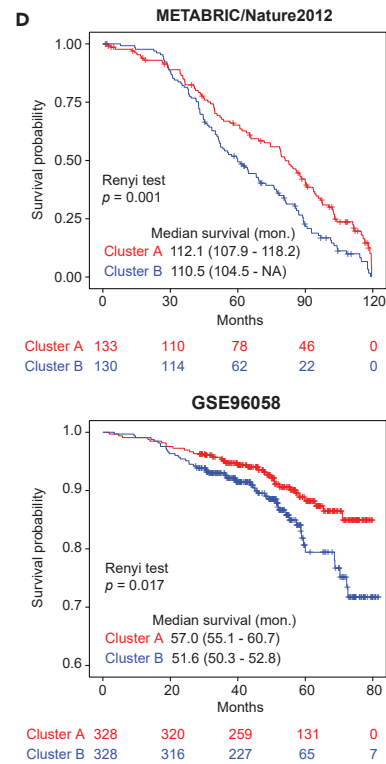 D
METABRIC/Nature2012
1.00
0.75
0.50
0.25
0.00
Survival probability
Renyi test
p = 0.001
Median survival (mon.)
Cluster A 112.1 (107.9 - 118.2)
Cluster B 110.5 (104.5 - NA)
0 30 60 90 120
Months
Cluster A 133 110 78 46 0
Cluster B 130 114 62 22 0
GSE96058
1.0
0.9
0.8
0.7
0.6
Survival probability
Renyi test
p = 0.017
Median survival (mon.)
Cluster A 57.0 (55.1 - 60.7)
Cluster B 51.6 (50.3 - 52.8)
0 20 40 60 80
Months
Cluster A 328 320 259 131 0
Cluster B 328 316 227 65 7